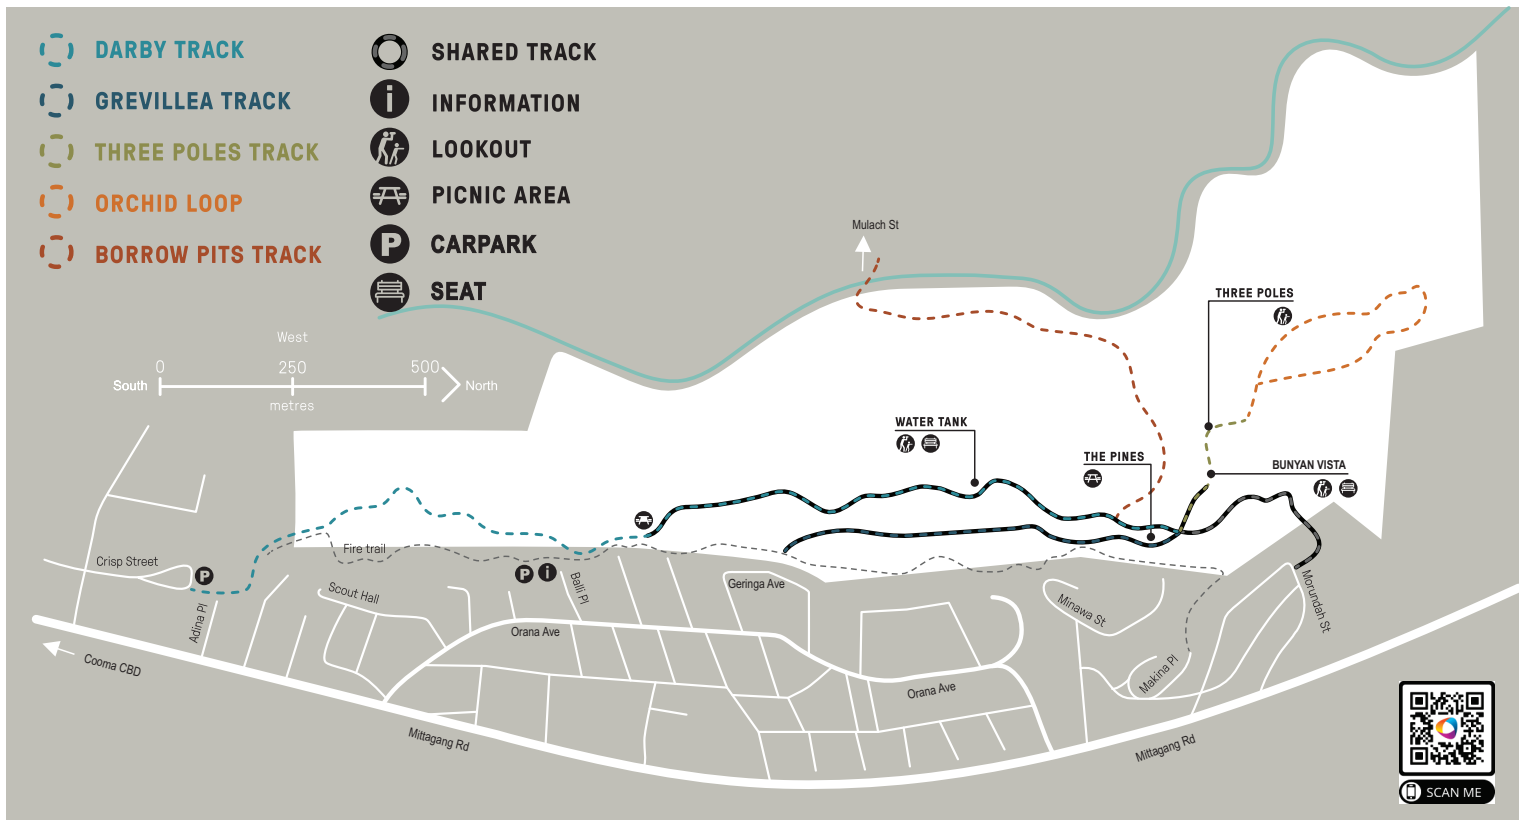 DARBY TRACK
GREVILLEA TRACK
THREE POLES TRACK
ORCHID LOOP
BORROW PITS TRACK
SHARED TRACK
i INFORMATION
LOOKOUT
PICNIC AREA
P CARPARK
SEAT
West
0 250 500
South North
metres
Mulach St
THREE POLES
WATER TANK
THE PINES
BUNYAN VISTA
Fire trail
Crisp Street
P
P i
Adina Pl
Scout Hall
Balli Pl
Geringa Ave
Orana Ave
Minawa St
Morundah St
Makina Pl
Orana Ave
Cooma CBD
Mittagang Rd
Mittagang Rd
SCAN ME